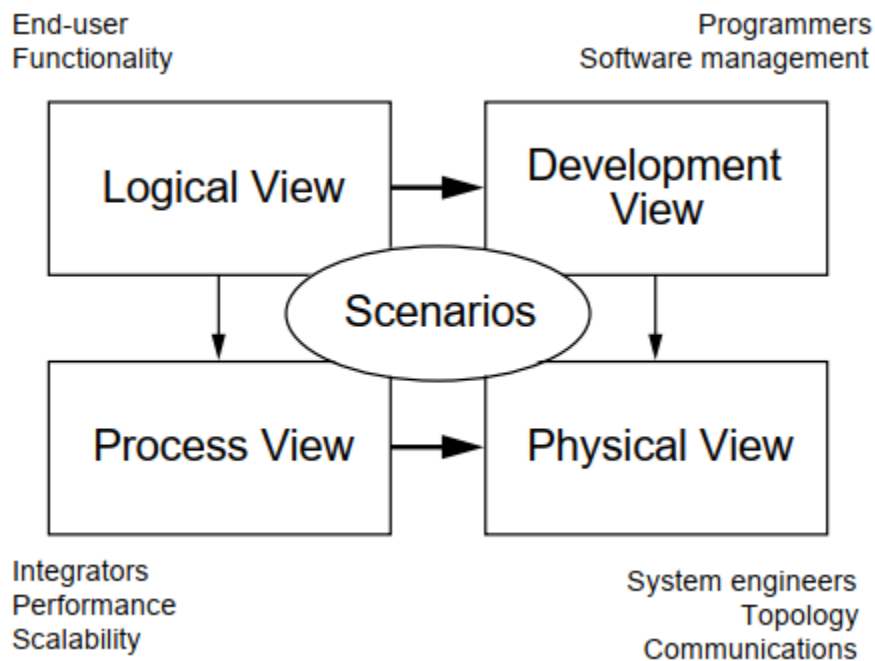 End-user
Functionality
Programmers
Software management
Logical View
Development
View
Scenarios
Process View
Physical View
Integrators
Performance
Scalability
System engineers
Topology
Communications